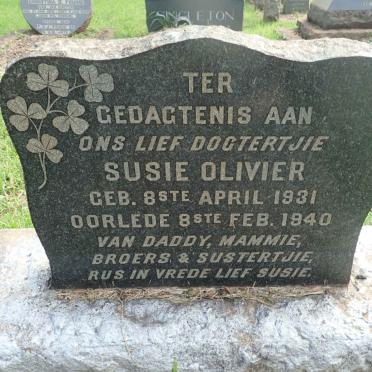 SINGLETON
TER
GEDAGTENIS AAN
ONS LIEF DOGTERTJIE
SUSIE OLIVIER
GEB. 8STE APRIL 1931
OORLEDE 8STE FEB. 1940
VAN DADDY, MAMMIE,
BROERS & SUSTERTJIE,
RUS IN VREDE LIEF SUSIE.